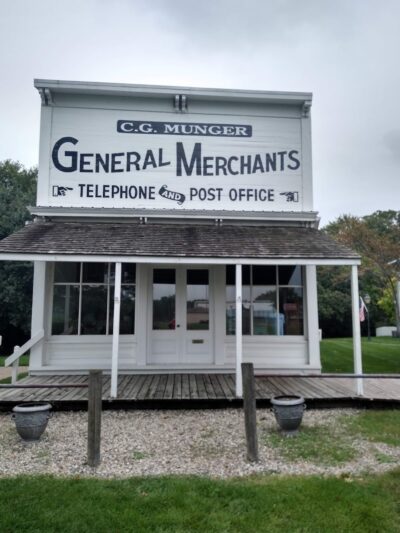 C.G. MUNGER
GENERAL MERCHANTS
TELEPHONE AND POST OFFICE